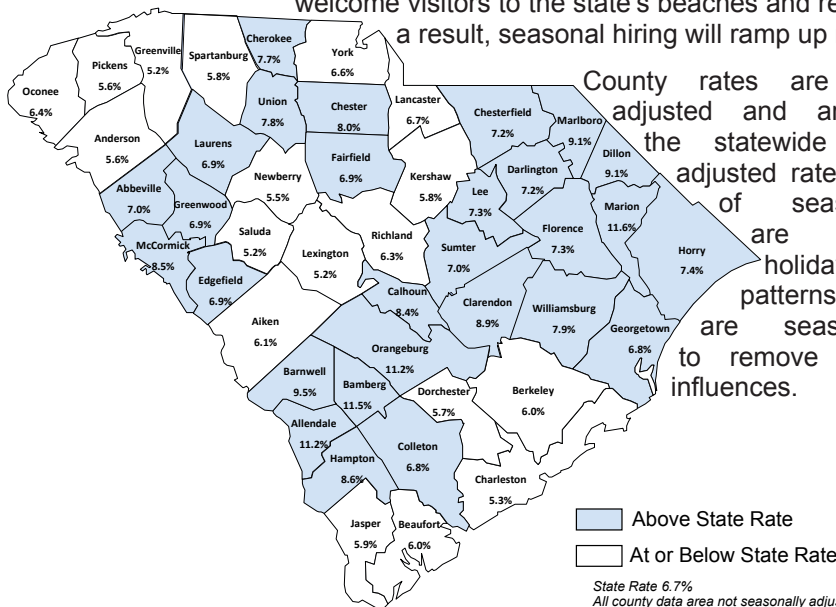 welcome visitors to the state's beaches and re
a result, seasonal hiring will ramp up
County rates are
adjusted and ar
the statewide
adjusted rate
of seas
are
holida
patterns
are seas
to remove
influences.
Cherokee
7.7%
Greenville
5.2%
Spartanburg
5.8%
York
6.6%
Pickens
5.6%
Oconee
6.4%
Union
7.8%
Chester
8.0%
Lancaster
6.7%
Chesterfield
7.2%
Marlboro
9.1%
Dillon
9.1%
Anderson
5.6%
Laurens
6.9%
Fairfield
6.9%
Kershaw
5.8%
Darlington
7.2%
Lee
7.3%
Marion
11.6%
Newberry
5.5%
Abbeville
7.0%
Greenwood
6.9%
Florence
7.3%
Horry
7.4%
Saluda
5.2%
Richland
6.3%
McCormick
8.5%
Lexington
5.2%
Sumter
7.0%
Edgefield
6.9%
Calhoun
8.4%
Clarendon
8.9%
Williamsburg
7.9%
Georgetown
6.8%
Aiken
6.1%
Orangeburg
11.2%
Barnwell
9.5%
Bamberg
11.5%
Dorchester
5.7%
Berkeley
6.0%
Allendale
11.2%
Colleton
6.8%
Hampton
8.6%
Charleston
5.3%
Jasper
5.9%
Beaufort
6.0%
Above State Rate
At or Below State Rate
State Rate 6.7%
All county data area not seasonally adjus